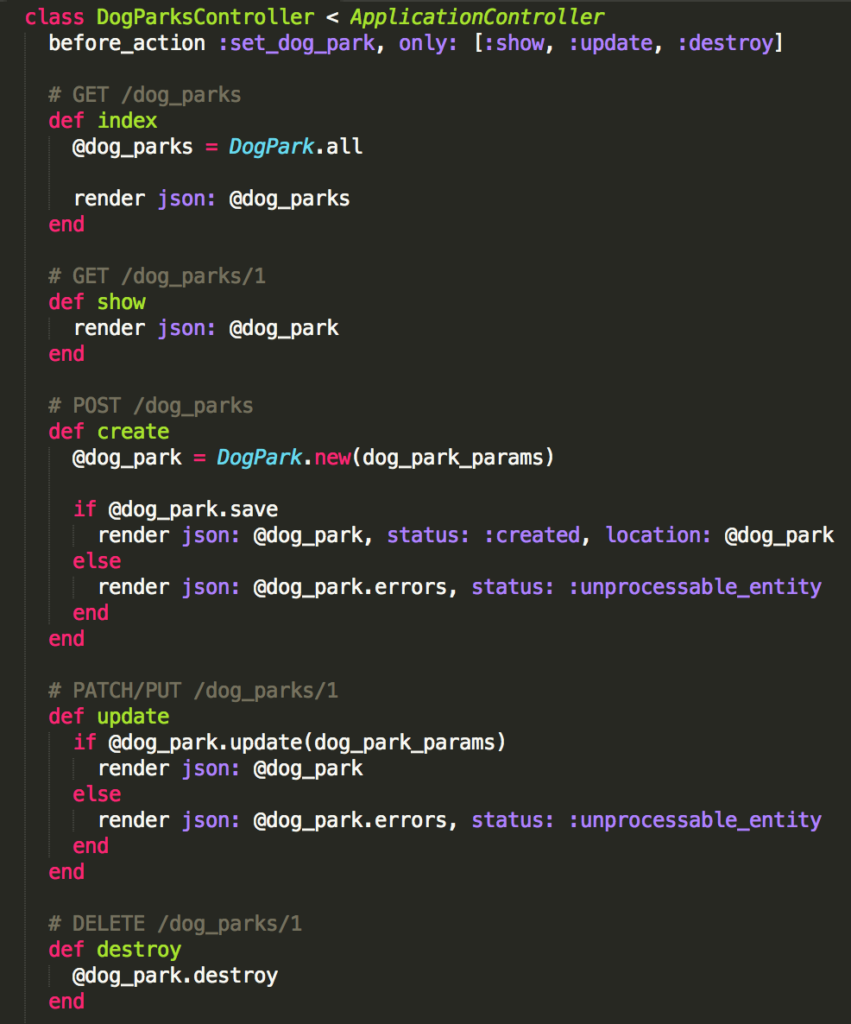 class DogParksController < ApplicationController
  before_action :set_dog_park, only: [:show, :update, :destroy]

  # GET /dog_parks
  def index
    @dog_parks = DogPark.all

    render json: @dog_parks
  end

  # GET /dog_parks/1
  def show
    render json: @dog_park
  end

  # POST /dog_parks
  def create
    @dog_park = DogPark.new(dog_park_params)

    if @dog_park.save
      render json: @dog_park, status: :created, location: @dog_park
    else
      render json: @dog_park.errors, status: :unprocessable_entity
    end
  end

  # PATCH/PUT /dog_parks/1
  def update
    if @dog_park.update(dog_park_params)
      render json: @dog_park
    else
      render json: @dog_park.errors, status: :unprocessable_entity
    end
  end

  # DELETE /dog_parks/1
  def destroy
    @dog_park.destroy
  end